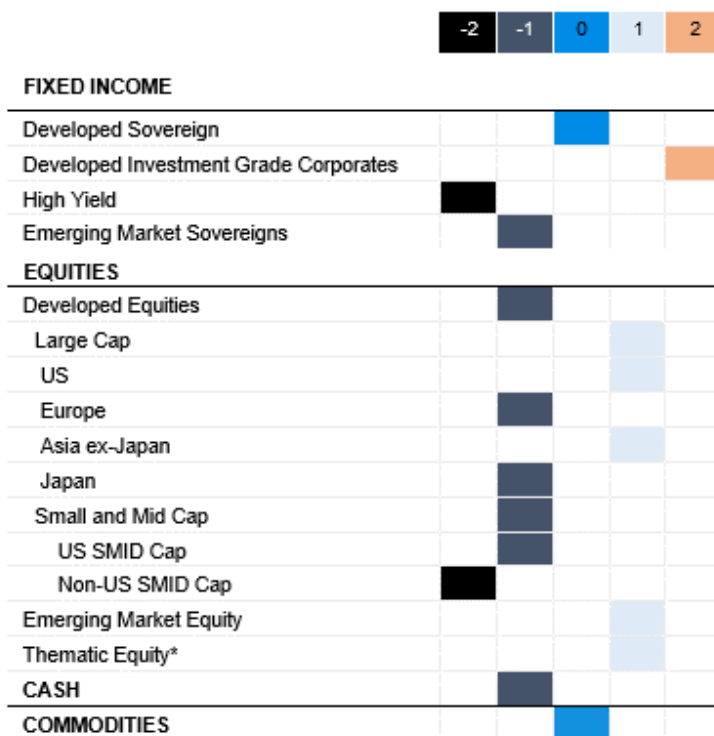 -2 -1 0 1 2
FIXED INCOME
Developed Sovereign
Developed Investment Grade Corporates
High Yield
Emerging Market Sovereigns
EQUITIES
Developed Equities
Large Cap
US
Europe
Asia ex-Japan
Japan
Small and Mid Cap
US SMID Cap
Non-US SMID Cap
Emerging Market Equity
Thematic Equity*
CASH
COMMODITIES